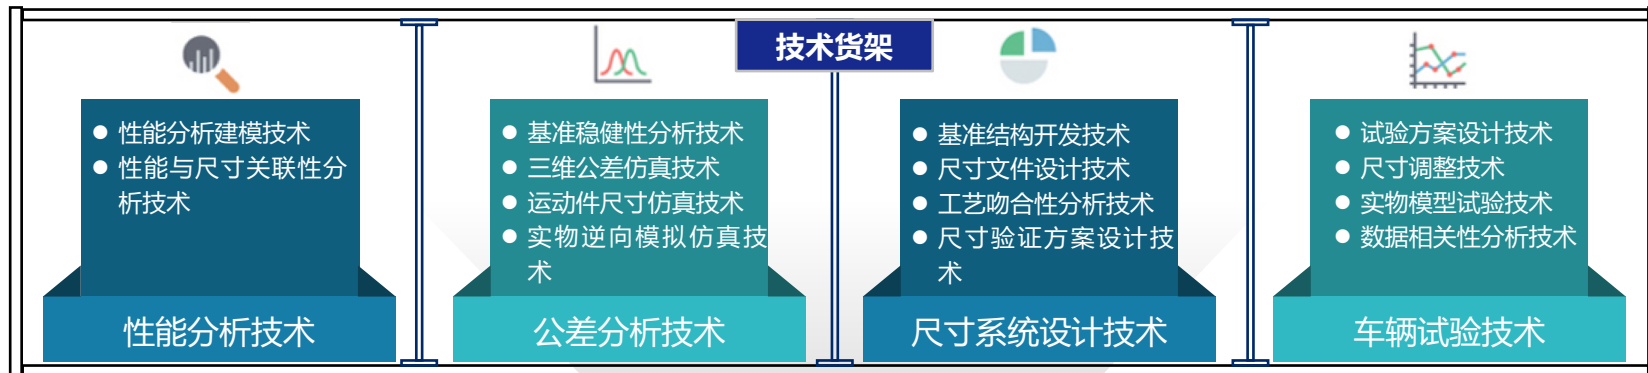 技术货架
● 性能分析建模技术
● 性能与尺寸关联性分
析技术
性能分析技术
● 基准稳健性分析技术
● 三维公差仿真技术
● 运动件尺寸仿真技术
● 实物逆向模拟仿真技
术
公差分析技术
● 基准结构开发技术
● 尺寸文件设计技术
● 工艺吻合性分析技术
● 尺寸验证方案设计技
术
尺寸系统设计技术
● 试验方案设计技术
● 尺寸调整技术
● 实物模型试验技术
● 数据相关性分析技术
车辆试验技术